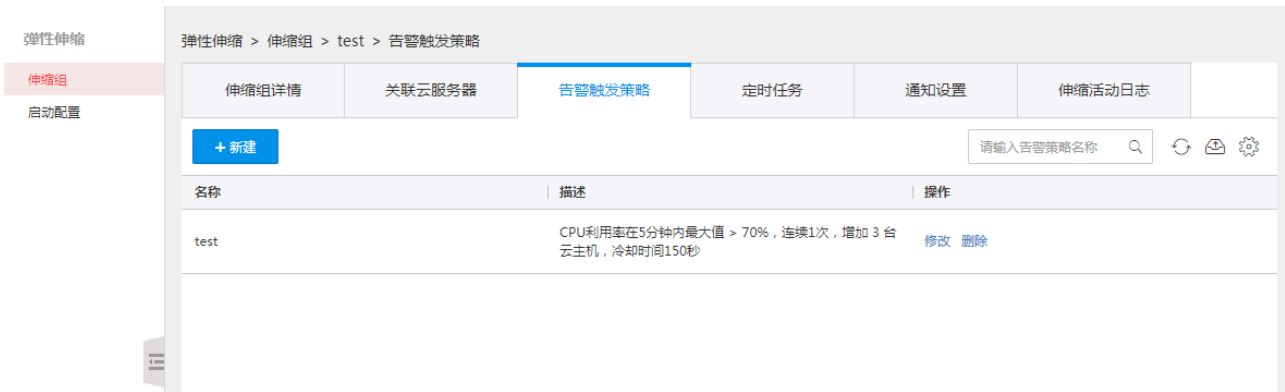 弹性伸缩
伸缩组
启动配置
弹性伸缩 > 伸缩组 > test > 告警触发策略
伸缩组详情 关联云服务器 告警触发策略 定时任务 通知设置 伸缩活动日志
+ 新建 请输入告警策略名称
名称 描述 操作
test
CPU利用率在5分钟内最大值 > 70%，连续1次，增加 3 台
云主机，冷却时间150秒
修改 删除